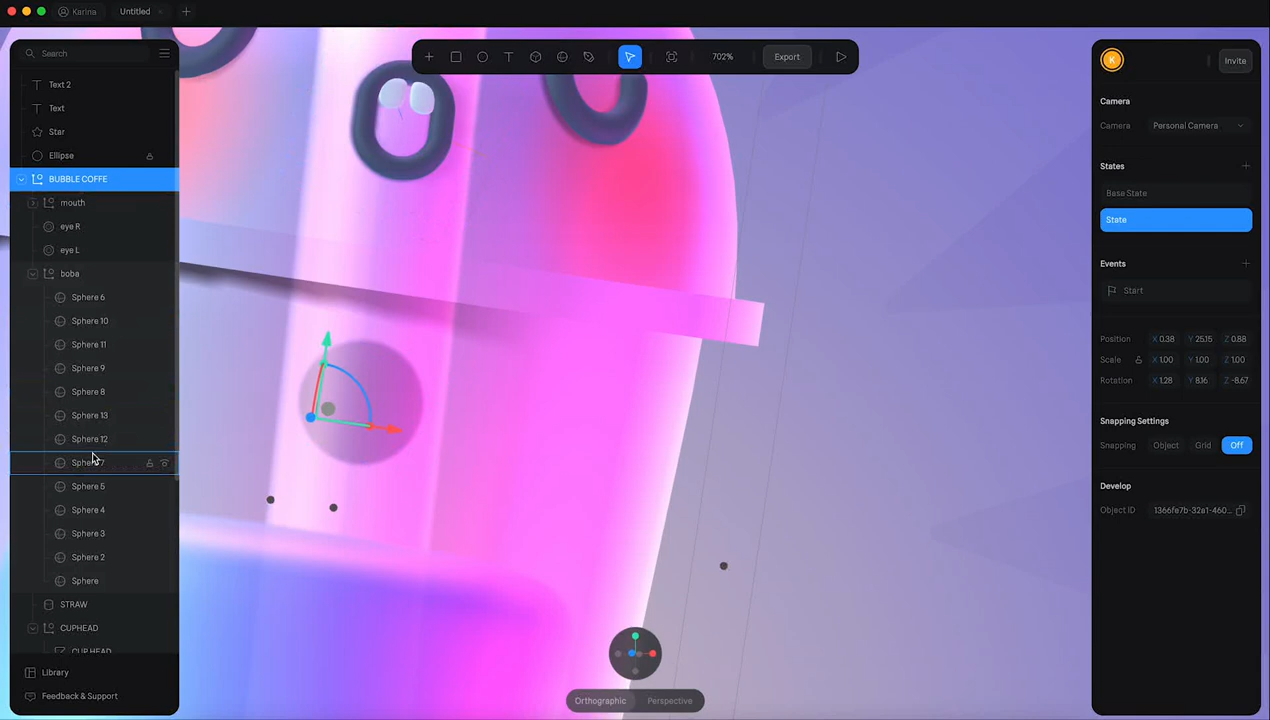 Karina
Untitled
Search
702%
Export
Invite
Text 2
Text
Star
Ellipse
BUBBLE COFFE
mouth
eye R
eye L
boba
Sphere 6
Sphere 10
Sphere 11
Sphere 9
Sphere 8
Sphere 13
Sphere 12
Sphere 7
Sphere 5
Sphere 4
Sphere 3
Sphere 2
Sphere
STRAW
CUPHEAD
CUP HEAD
Library
Feedback & Support
K
Camera
Camera Personal Camera
States
Base State
State
Events
Start
Position X 0.38 Y 25.15 Z 0.88
Scale X 1.00 Y 1.00 Z 1.00
Rotation X 1.28 Y 8.16 Z -8.67
Snapping Settings
Snapping Object Grid Off
Develop
Object ID 1366fe7b-32a1-460...
Orthographic Perspective